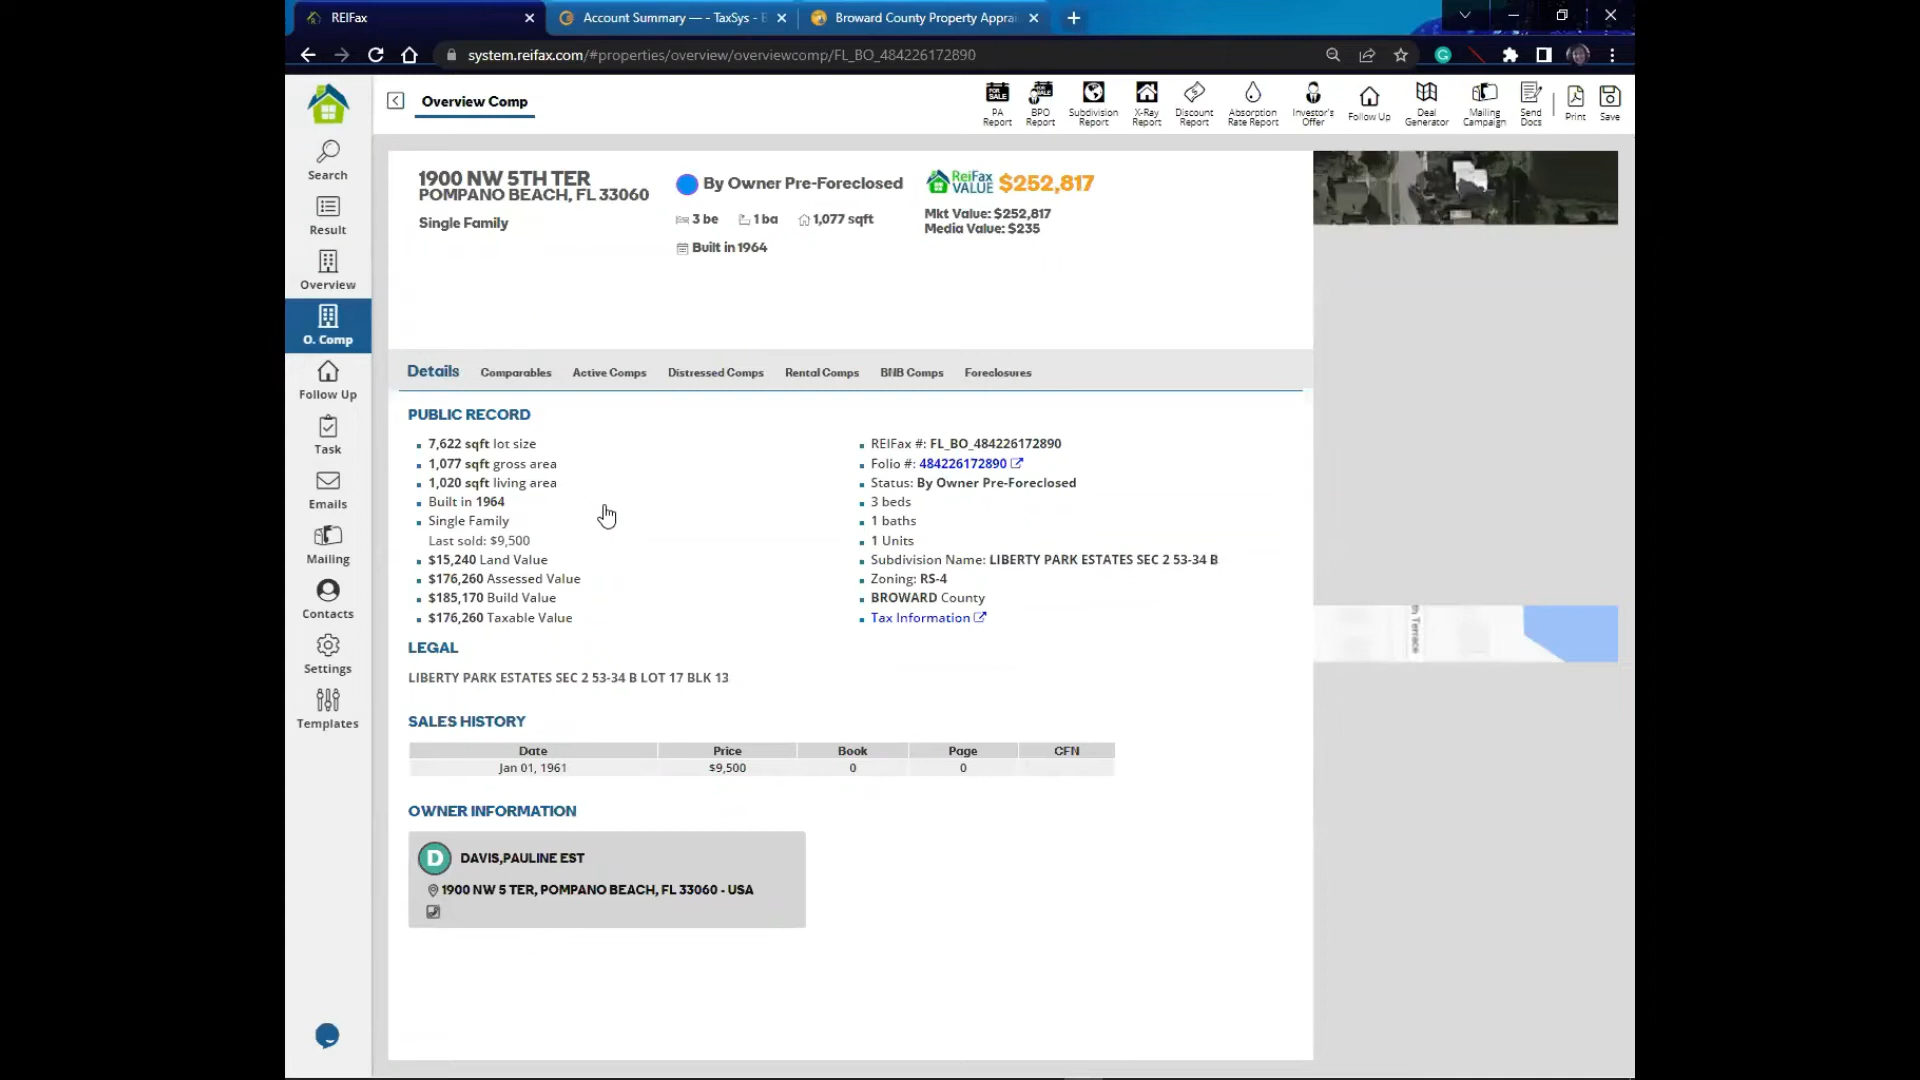 REIFax
Account Summary — - TaxSys -
Broward County Property Apprai
system.reifax.com/#properties/overview/overviewcomp/FL_BO_484226172890
Overview Comp
PA Report
BPO Report
Subdivision Report
X-Ray Report
Discount Report
Absorption Rate Report
Investor's Offer
Follow Up
Deal Generator
Mailing Campaign
Send Docs
Print
Save
Search
Result
Overview
O. Comp
Follow Up
Task
Emails
Mailing
Contacts
Settings
Templates
1900 NW 5TH TER
POMPANO BEACH, FL 33060
Single Family
By Owner Pre-Foreclosed
3 be 1 ba 1,077 sqft
Built in 1964
ReiFax VALUE $252,817
Mkt Value: $252,817
Media Value: $235
Details Comparables Active Comps Distressed Comps Rental Comps BNB Comps Foreclosures
PUBLIC RECORD
7,622 sqft lot size
1,077 sqft gross area
1,020 sqft living area
Built in 1964
Single Family
Last sold: $9,500
$15,240 Land Value
$176,260 Assessed Value
$185,170 Build Value
$176,260 Taxable Value
REIFax #: FL_BO_484226172890
Folio #: 484226172890
Status: By Owner Pre-Foreclosed
3 beds
1 baths
1 Units
Subdivision Name: LIBERTY PARK ESTATES SEC 2 53-34 B
Zoning: RS-4
BROWARD County
Tax Information
LEGAL
LIBERTY PARK ESTATES SEC 2 53-34 B LOT 17 BLK 13
SALES HISTORY
Date Price Book Page CFN
Jan 01, 1961 $9,500 0 0
OWNER INFORMATION
D DAVIS,PAULINE EST
1900 NW 5 TER, POMPANO BEACH, FL 33060 - USA
Terrace